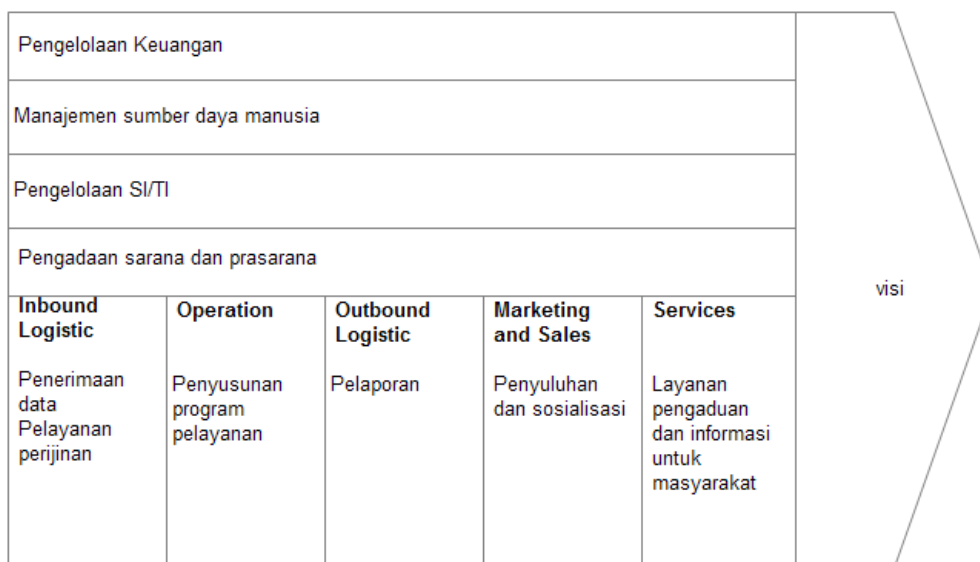 Pengelolaan Keuangan
Manajemen sumber daya manusia
Pengelolaan SI/TI
Pengadaan sarana dan prasarana
Inbound
Logistic
Penerimaan
data
Pelayanan
perijinan
Operation
Penyusunan
program
pelayanan
Outbound
Logistic
Pelaporan
Marketing
and Sales
Penyuluhan
dan sosialisasi
Services
Layanan
pengaduan
dan informasi
untuk
masyarakat
visi